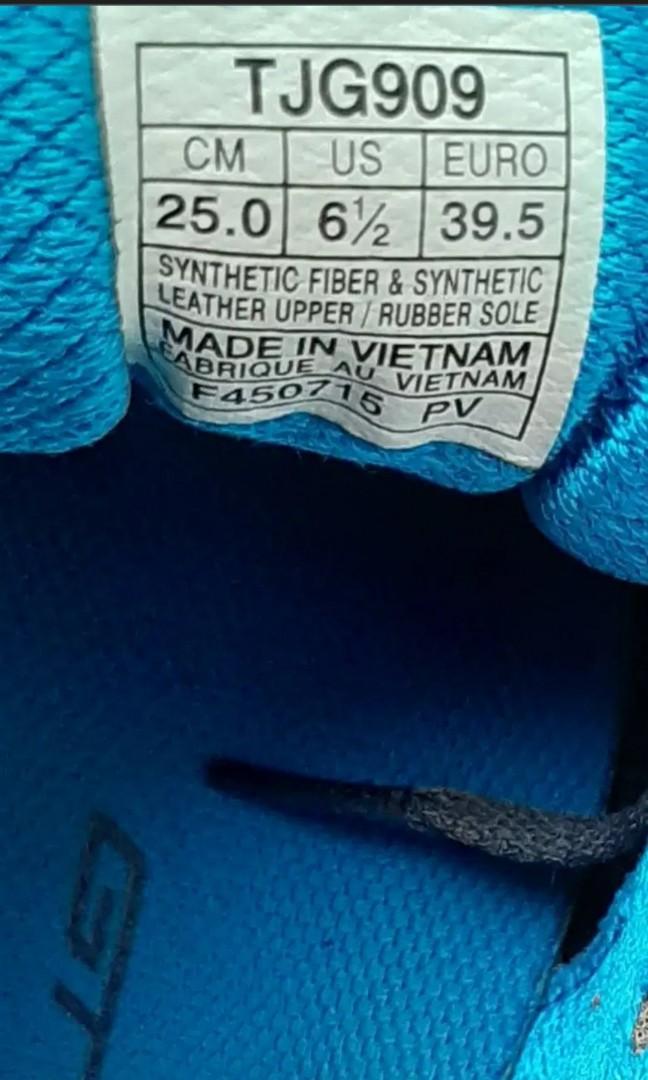 TJG909
CM US EURO
25.0 6½ 39.5
SYNTHETIC FIBER & SYNTHETIC
LEATHER UPPER / RUBBER SOLE
MADE IN VIETNAM
FABRIQUE AU VIETNAM
F450715 PV
GT